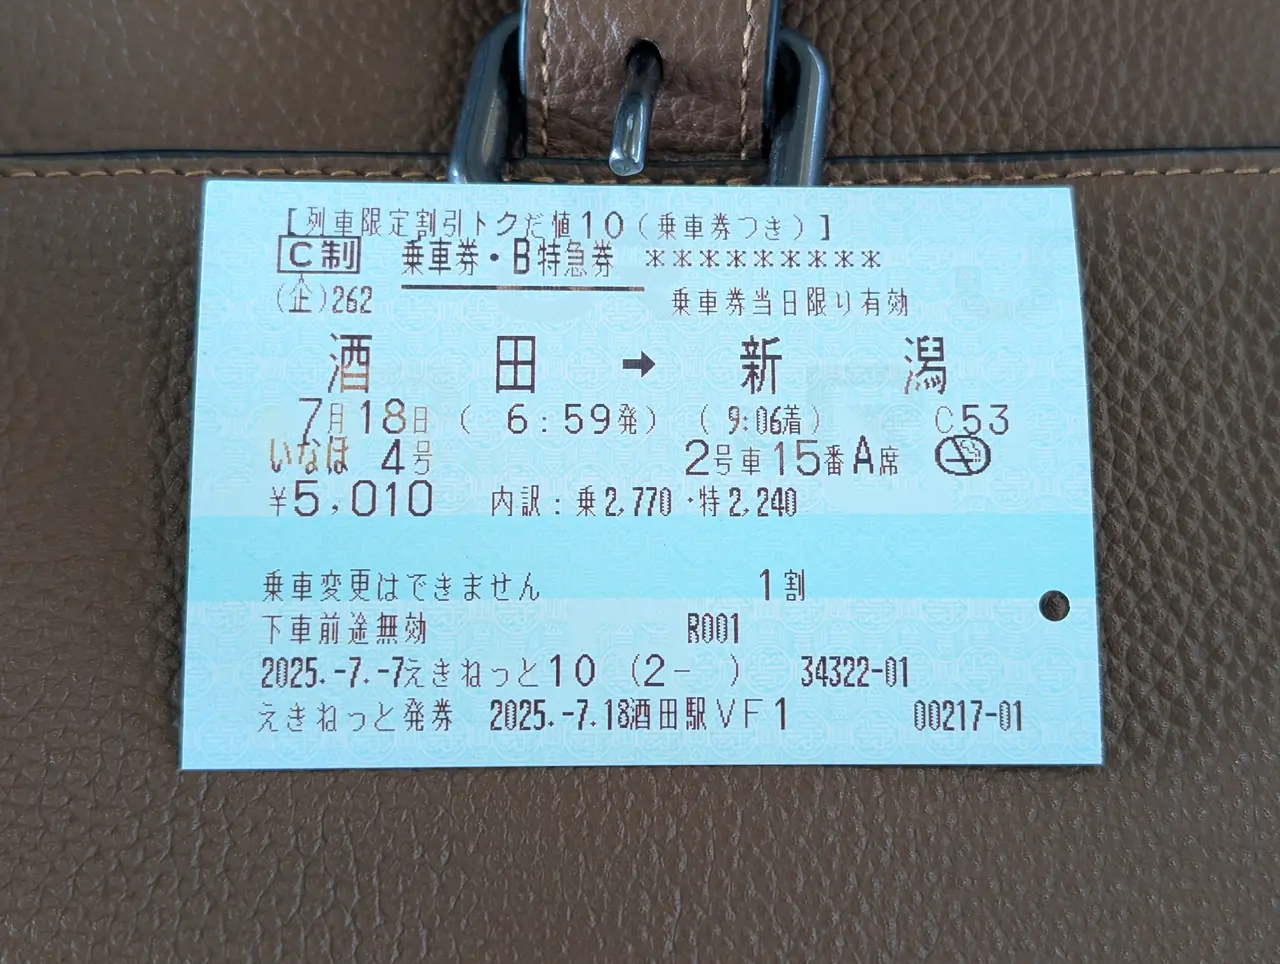 [列車限定割引トクだ値10(乗車券つき)]
C制 乗車券・B特急券 *********
(企)262 乗車券当日限り有効
酒田➡新潟
7月18日( 6:59発) ( 9:06着) C53
いなほ 4号 2号車15番A席
¥5,010 内訳:乗2,770・特2,240
乗車変更はできません 1割
下車前途無効 R001
2025.-7.-7えきねっと10 (2- ) 34322-01
えきねっと発券 2025.-7.18酒田駅VF1 00217-01